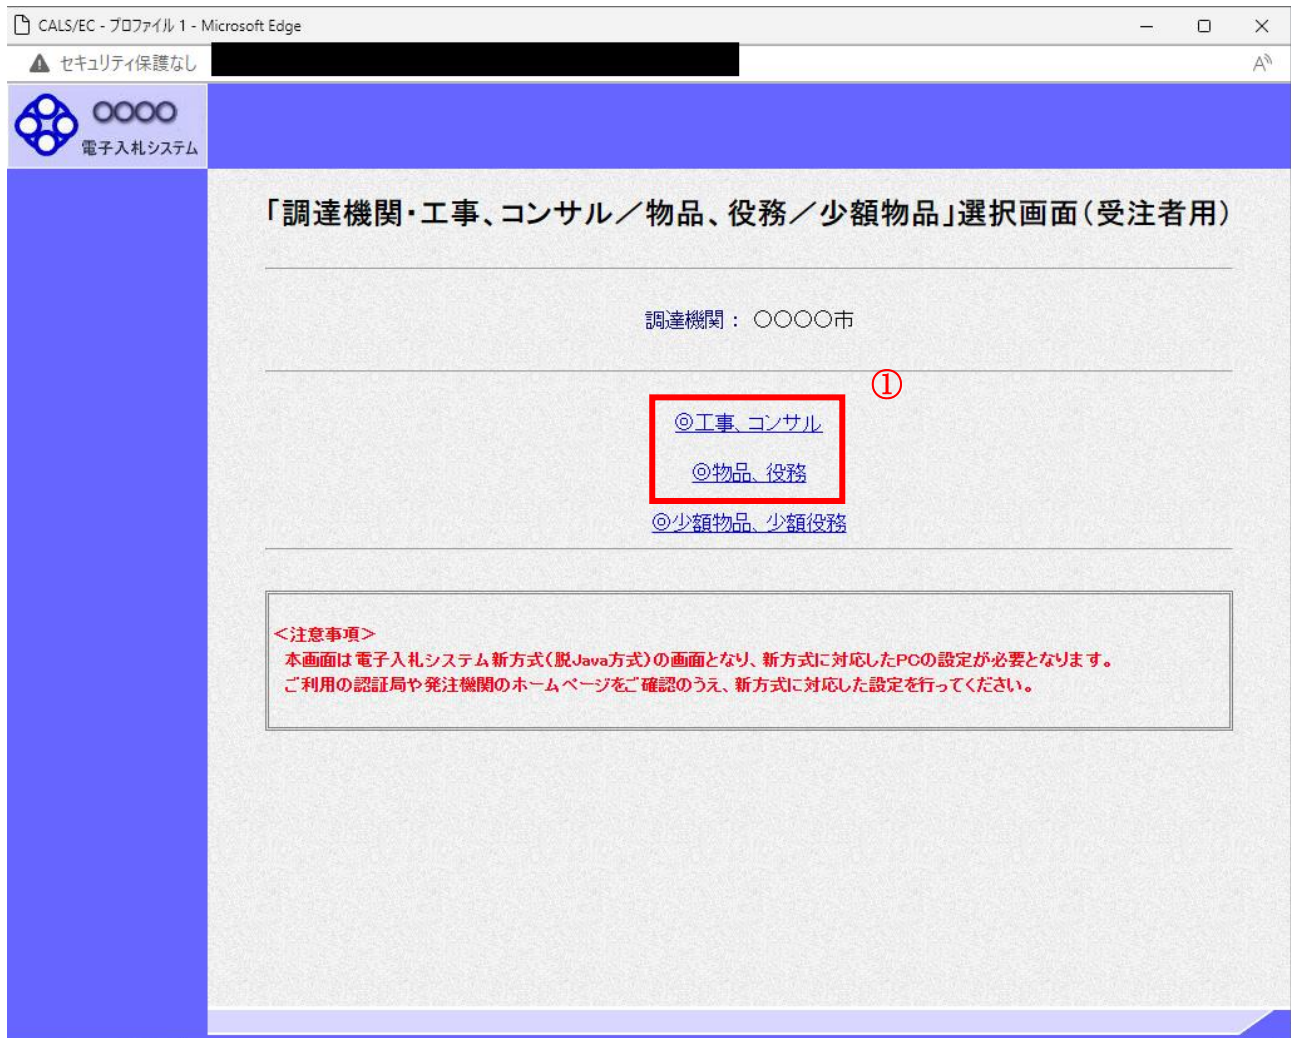 CALS/EC - プロファイル 1 - Microsoft Edge
セキュリティ保護なし
○○○○
電子入札システム
「調達機関・工事、コンサル／物品、役務／少額物品」選択画面(受注者用)
調達機関： ○○○○市
①
◎工事、コンサル
◎物品、役務
◎少額物品、少額役務
＜注意事項＞
本画面は電子入札システム新方式(脱Java方式)の画面となり、新方式に対応したPCの設定が必要となります。
ご利用の認証局や発注機関のホームページをご確認のうえ、新方式に対応した設定を行ってください。